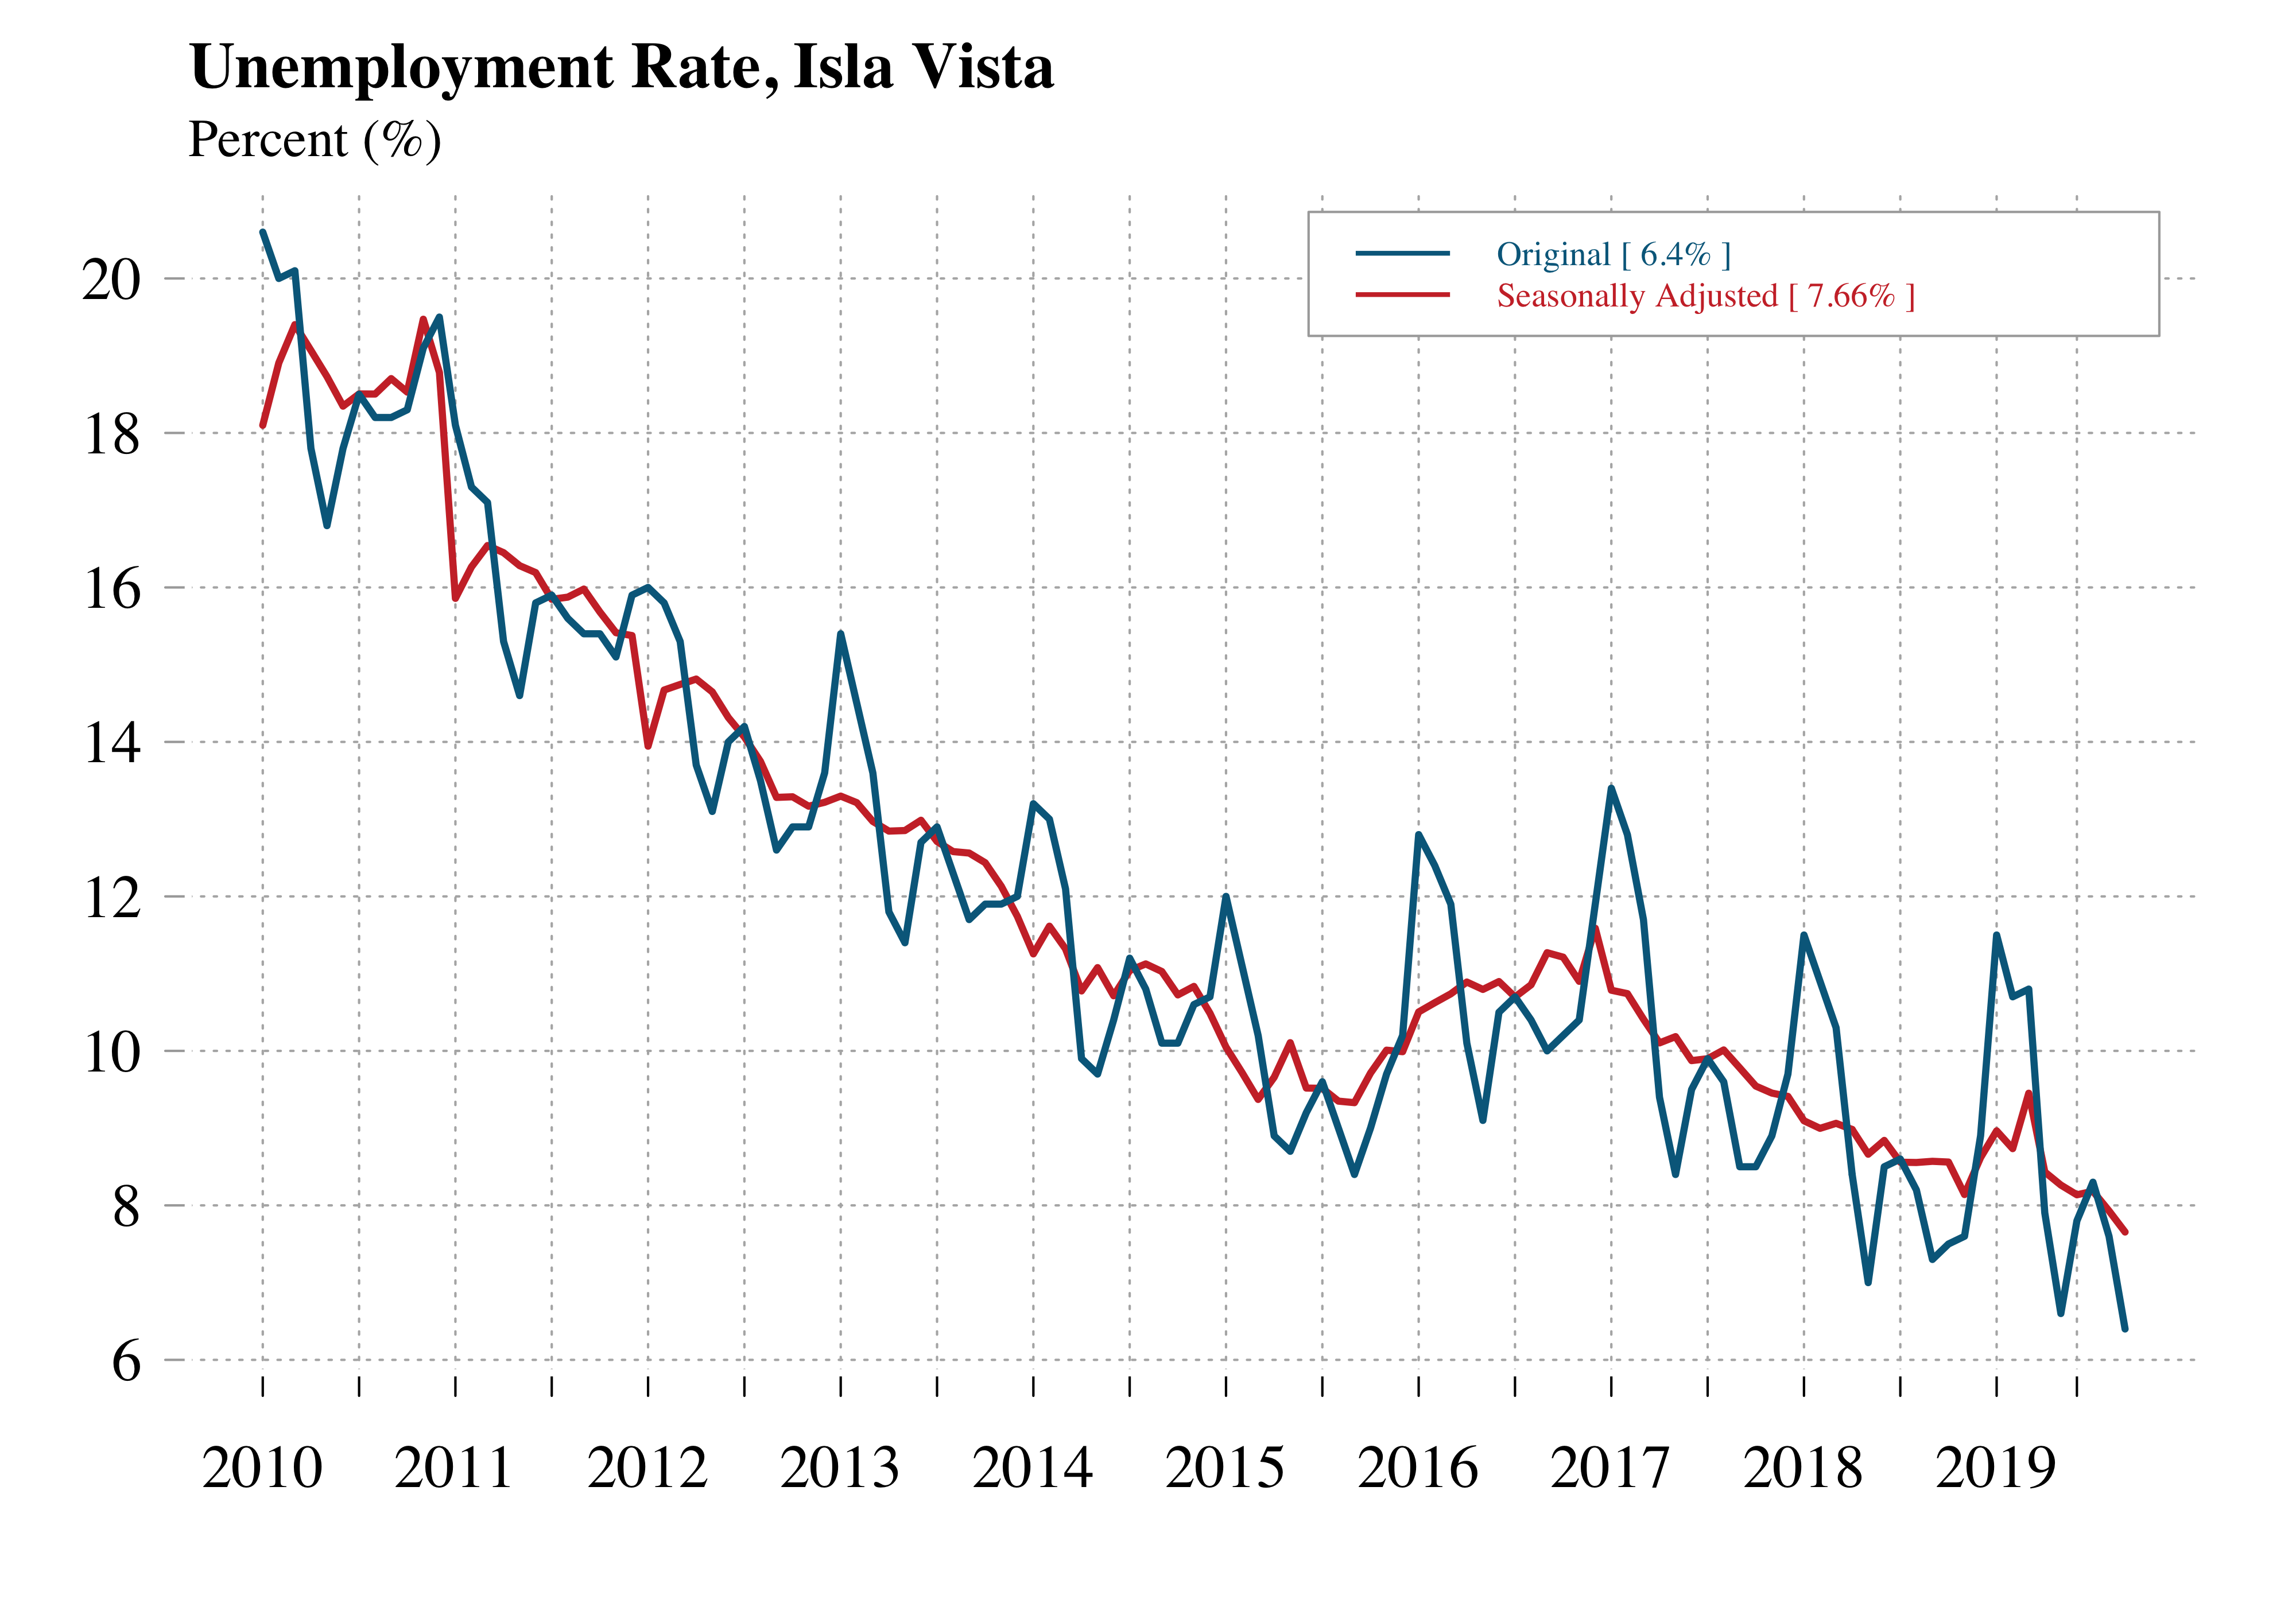 Unemployment Rate, Isla Vista
Percent (%)
Original [ 6.4% ]
Seasonally Adjusted [ 7.66% ]
20
18
16
14
12
10
8
6
2010 2011 2012 2013 2014 2015 2016 2017 2018 2019